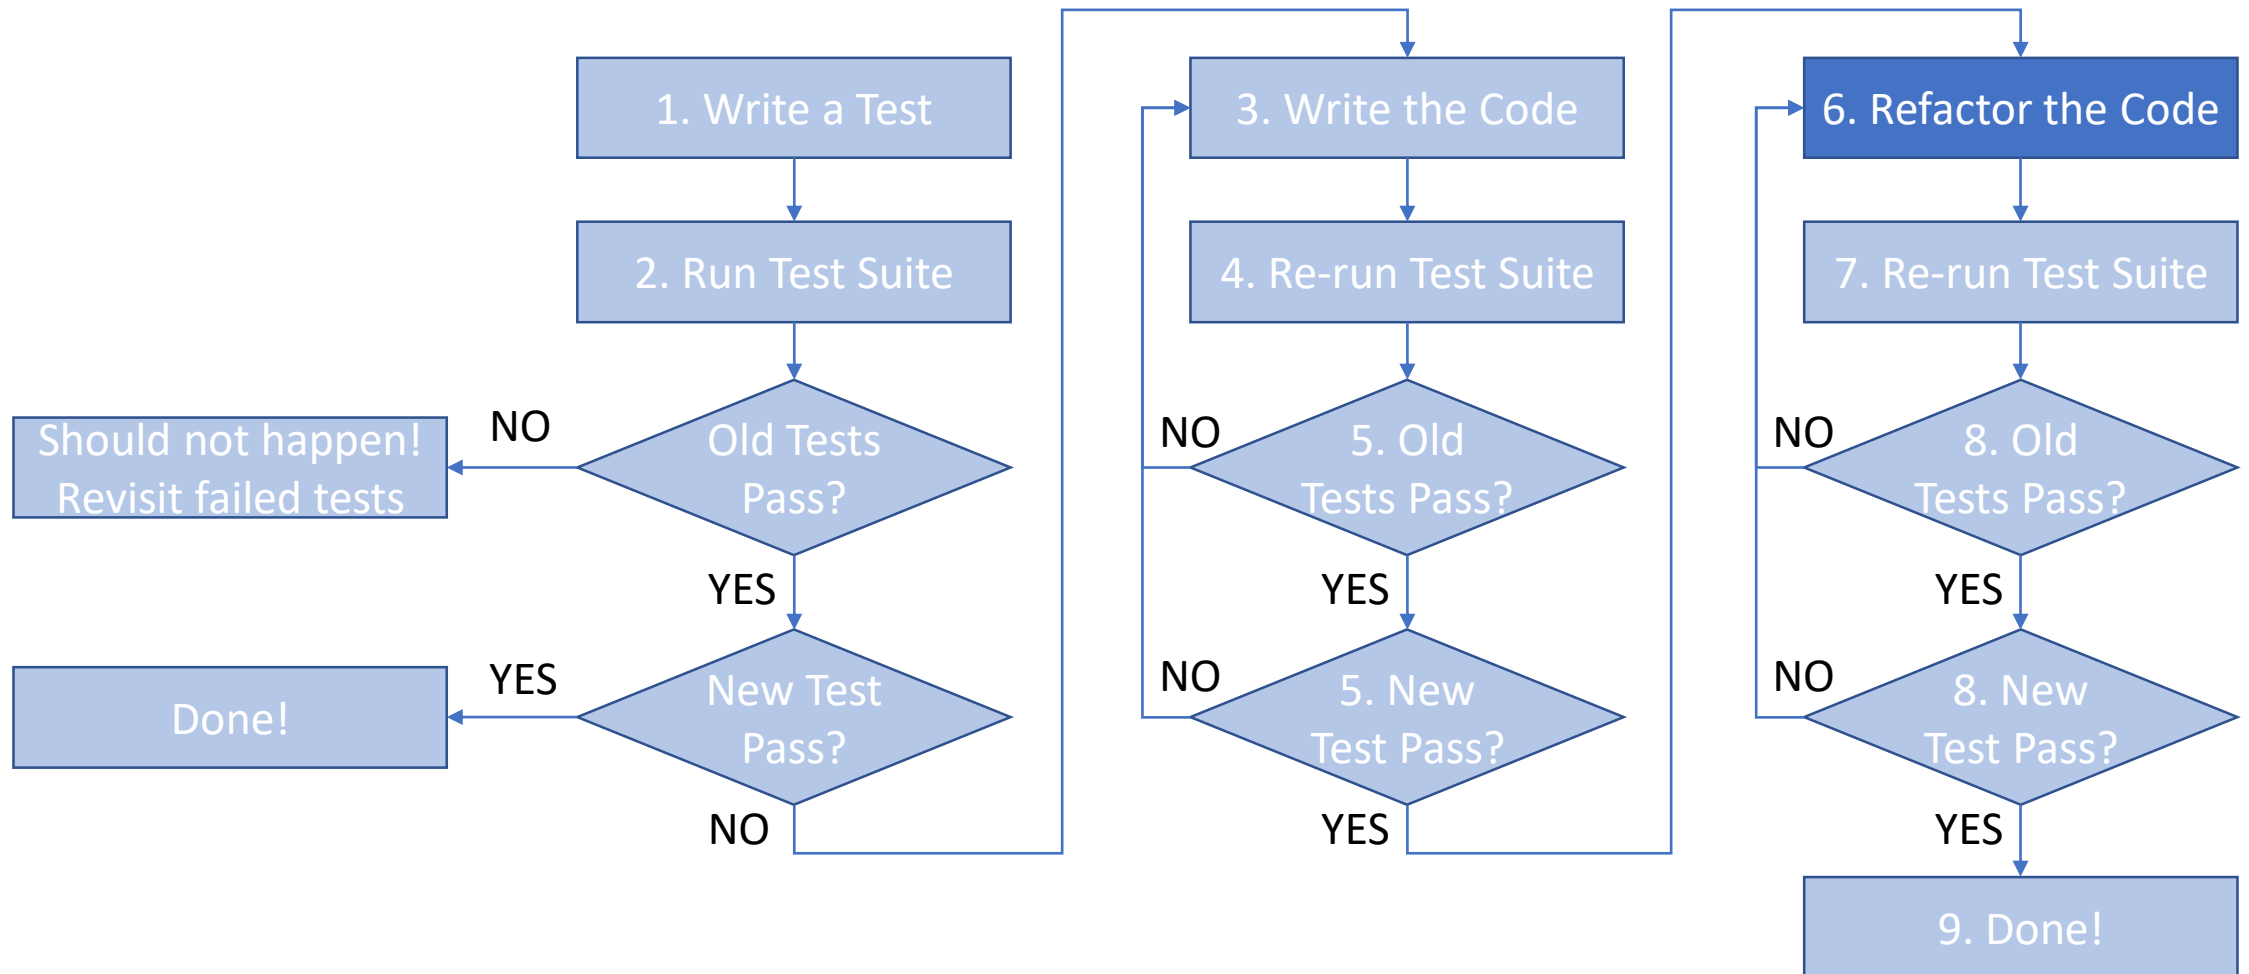 1. Write a Test
2. Run Test Suite
Old Tests
Pass?
NO
Should not happen!
Revisit failed tests
YES
New Test
Pass?
YES
Done!
NO
3. Write the Code
4. Re-run Test Suite
5. Old
Tests Pass?
NO
YES
5. New
Test Pass?
NO
YES
6. Refactor the Code
7. Re-run Test Suite
8. Old
Tests Pass?
NO
YES
8. New
Test Pass?
NO
YES
9. Done!